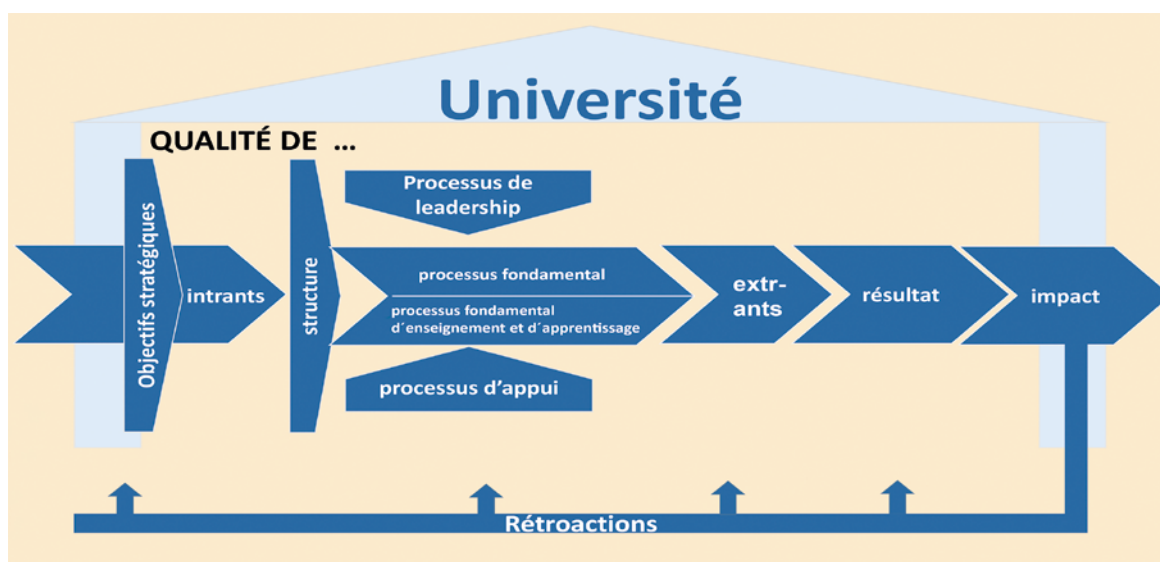 Université
QUALITÉ DE ...
Objectifs stratégiques
intrants
structure
Processus de
leadership
processus fondamental
processus fondamental
d´enseignement et d´apprentissage
processus d'appui
extr-
ants
résultat
impact
Rétroactions